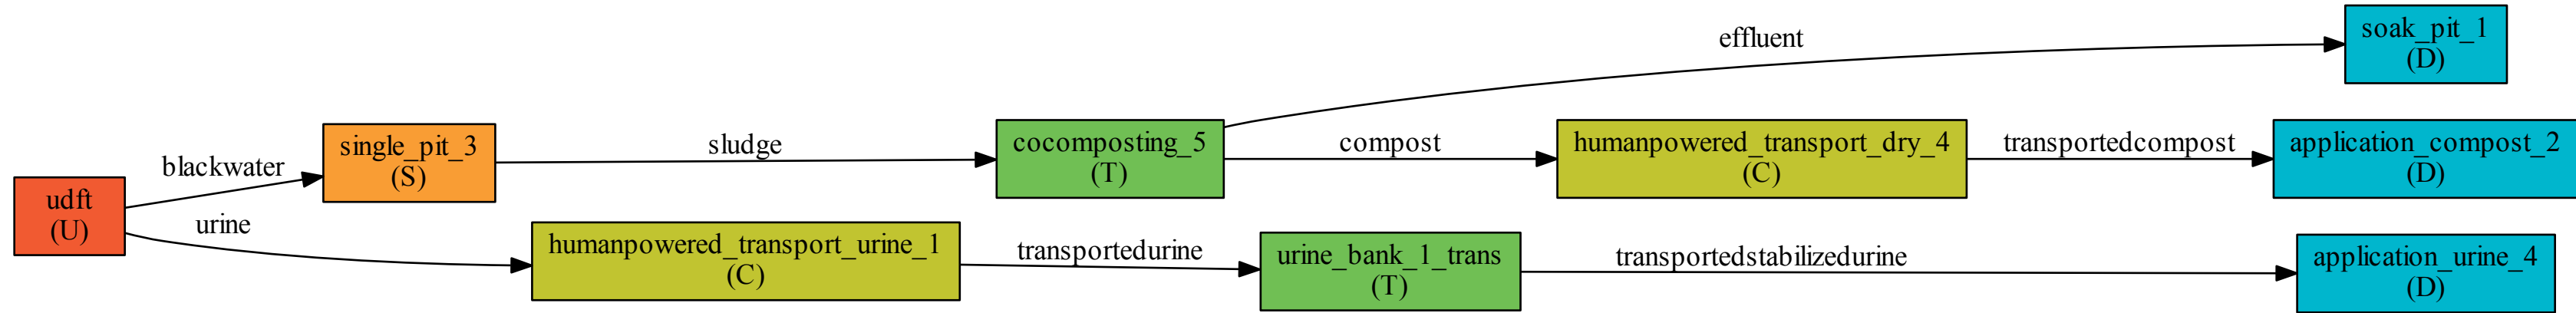 udft
(U)
blackwater
urine
single_pit_3
(S)
sludge
humanpowered_transport_urine_1
(C)
transportedurine
cocomposting_5
(T)
effluent
compost
urine_bank_1_trans
(T)
transportedstabilizedurine
humanpowered_transport_dry_4
(C)
transportedcompost
soak_pit_1
(D)
application_compost_2
(D)
application_urine_4
(D)